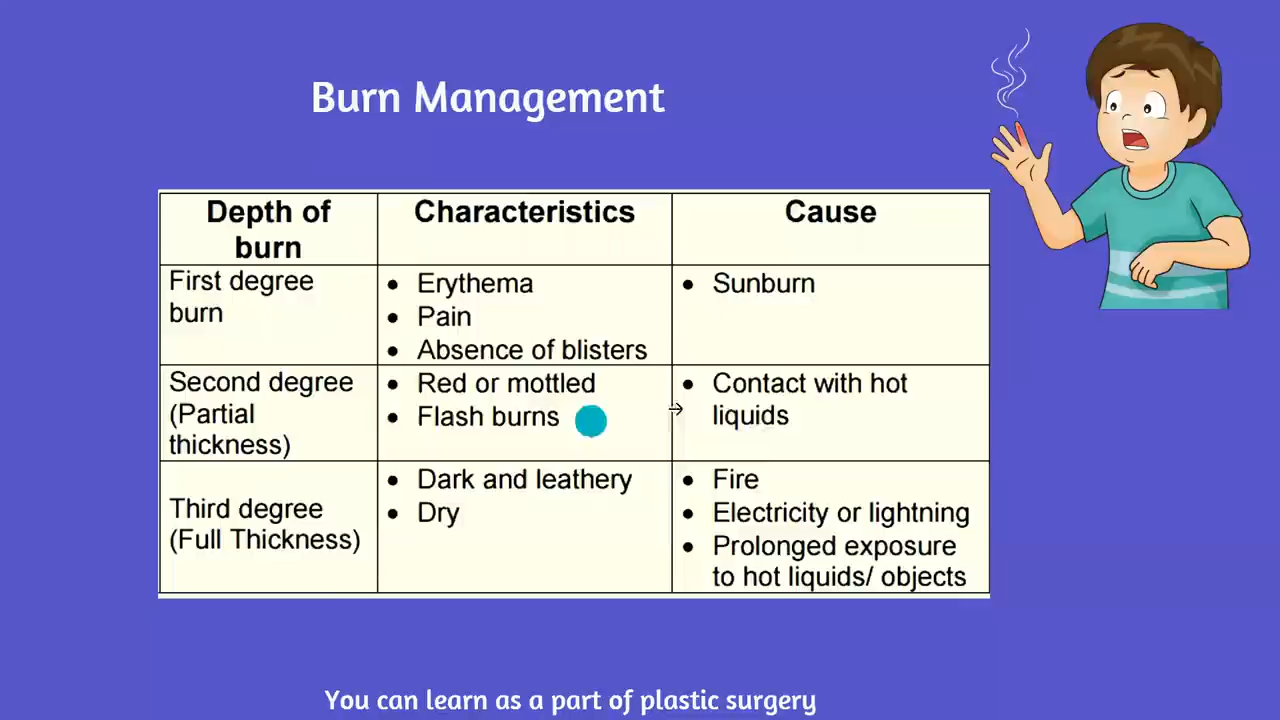 Burn Management
Depth of burn
Characteristics
Cause
First degree burn
• Erythema
• Pain
• Absence of blisters
• Sunburn
Second degree
(Partial
thickness)
• Red or mottled
• Flash burns
• Contact with hot
liquids
Third degree
(Full Thickness)
• Dark and leathery
• Dry
• Fire
• Electricity or lightning
• Prolonged exposure
to hot liquids/ objects
You can learn as a part of plastic surgery